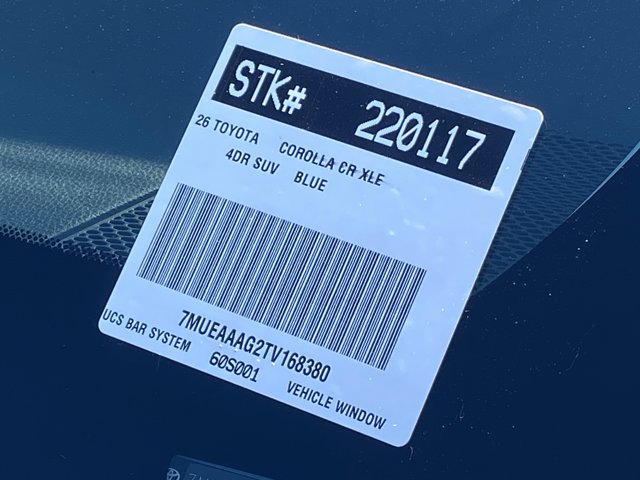 STK# 220117
26 TOYOTA COROLLA CR XLE
4DR SUV BLUE
7MUEAAAG2TV168380
UCS BAR SYSTEM 60S001 VEHICLE WINDOW